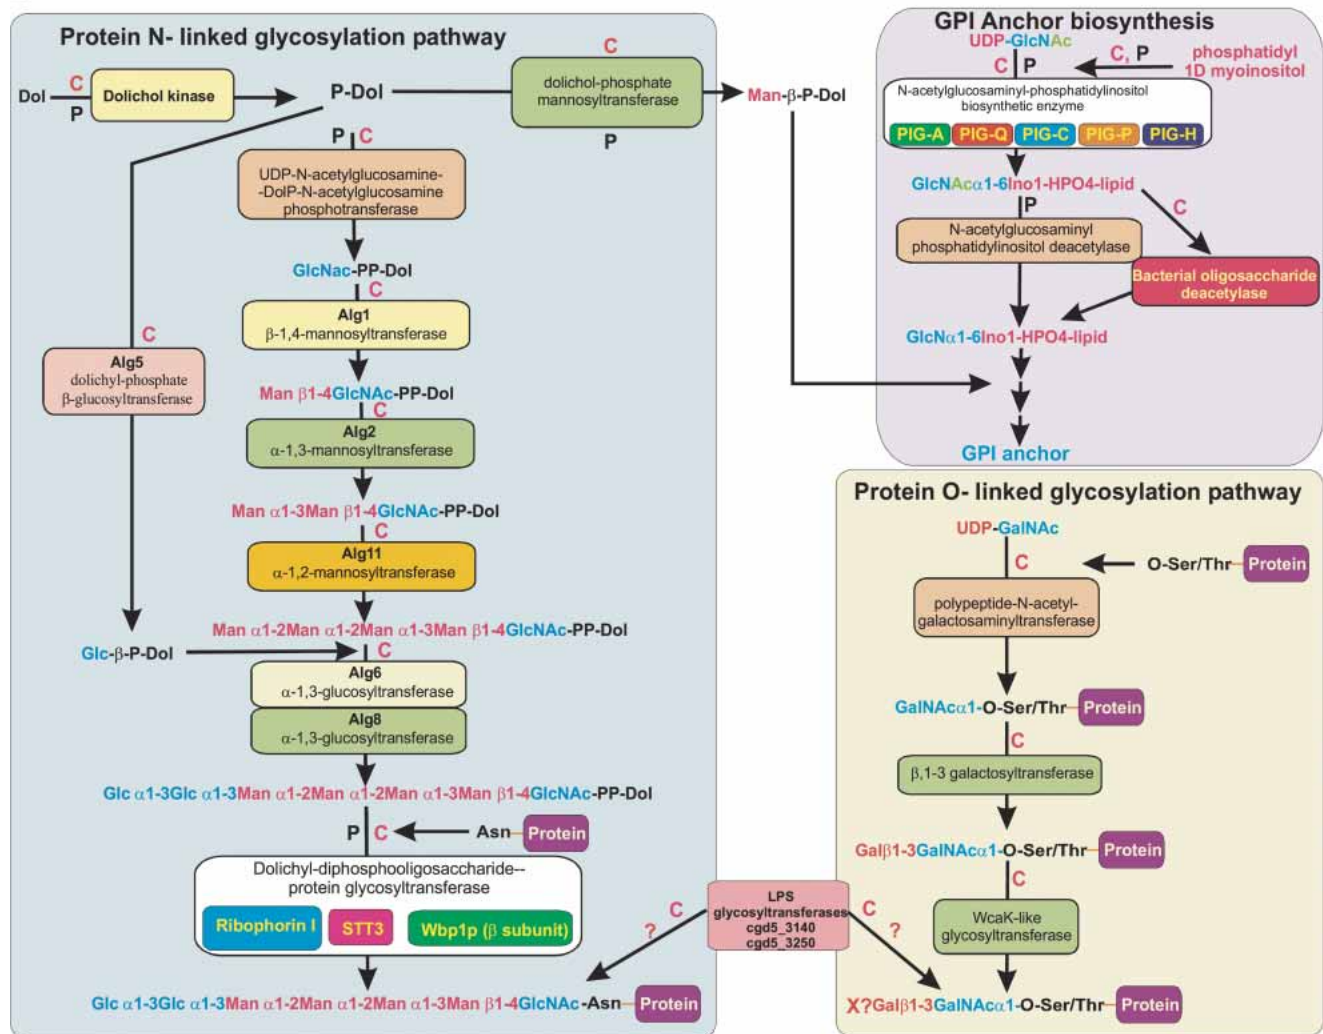 Protein N- linked glycosylation pathway
Dol
C
P
Dolichol kinase
P-Dol
C
dolichol-phosphate
mannosyltransferase
P
Man-β-P-Dol
P C
UDP-N-acetylglucosamine-
-DolP-N-acetylglucosamine
phosphotransferase
GlcNac-PP-Dol
C
Alg1
β-1,4-mannosyltransferase
C
Alg5
dolichyl-phosphate
β-glucosyltransferase
Man β1-4GlcNAc-PP-Dol
C
Alg2
α-1,3-mannosyltransferase
Man α1-3Man β1-4GlcNAc-PP-Dol
C
Alg11
α-1,2-mannosyltransferase
Man α1-2Man α1-2Man α1-3Man β1-4GlcNAc-PP-Dol
Glc-β-P-Dol
C
Alg6
α-1,3-glucosyltransferase
Alg8
α-1,3-glucosyltransferase
Glc α1-3Glc α1-3Man α1-2Man α1-2Man α1-3Man β1-4GlcNAc-PP-Dol
P C
Asn-Protein
Dolichyl-diphosphooligosaccharide--
protein glycosyltransferase
Ribophorin I
STT3
Wbp1p (β subunit)
Glc α1-3Glc α1-3Man α1-2Man α1-2Man α1-3Man β1-4GlcNAc-Asn-Protein
C
?
LPS
glycosyltransferases
cgd5_3140
cgd5_3250
C
?
GPI Anchor biosynthesis
UDP-GlcNAc
C P
C, P
phosphatidyl
1D myoinositol
N-acetylglucosaminyl-phosphatidylinositol
biosynthetic enzyme
PIG-A PIG-Q PIG-C PIG-P PIG-H
GlcNAcα1-6Ino1-HPO4-lipid
P
C
N-acetylglucosaminyl
phosphatidylinositol deacetylase
Bacterial oligosaccharide
deacetylase
GlcNα1-6Ino1-HPO4-lipid
GPI anchor
Protein O- linked glycosylation pathway
UDP-GalNAc
C
O-Ser/Thr-Protein
polypeptide-N-acetyl-
galactosaminyltransferase
GalNAcα1-O-Ser/Thr-Protein
C
β,1-3 galactosyltransferase
Galβ1-3GalNAcα1-O-Ser/Thr-Protein
C
WcaK-like
glycosyltransferase
X?Galβ1-3GalNAcα1-O-Ser/Thr-Protein